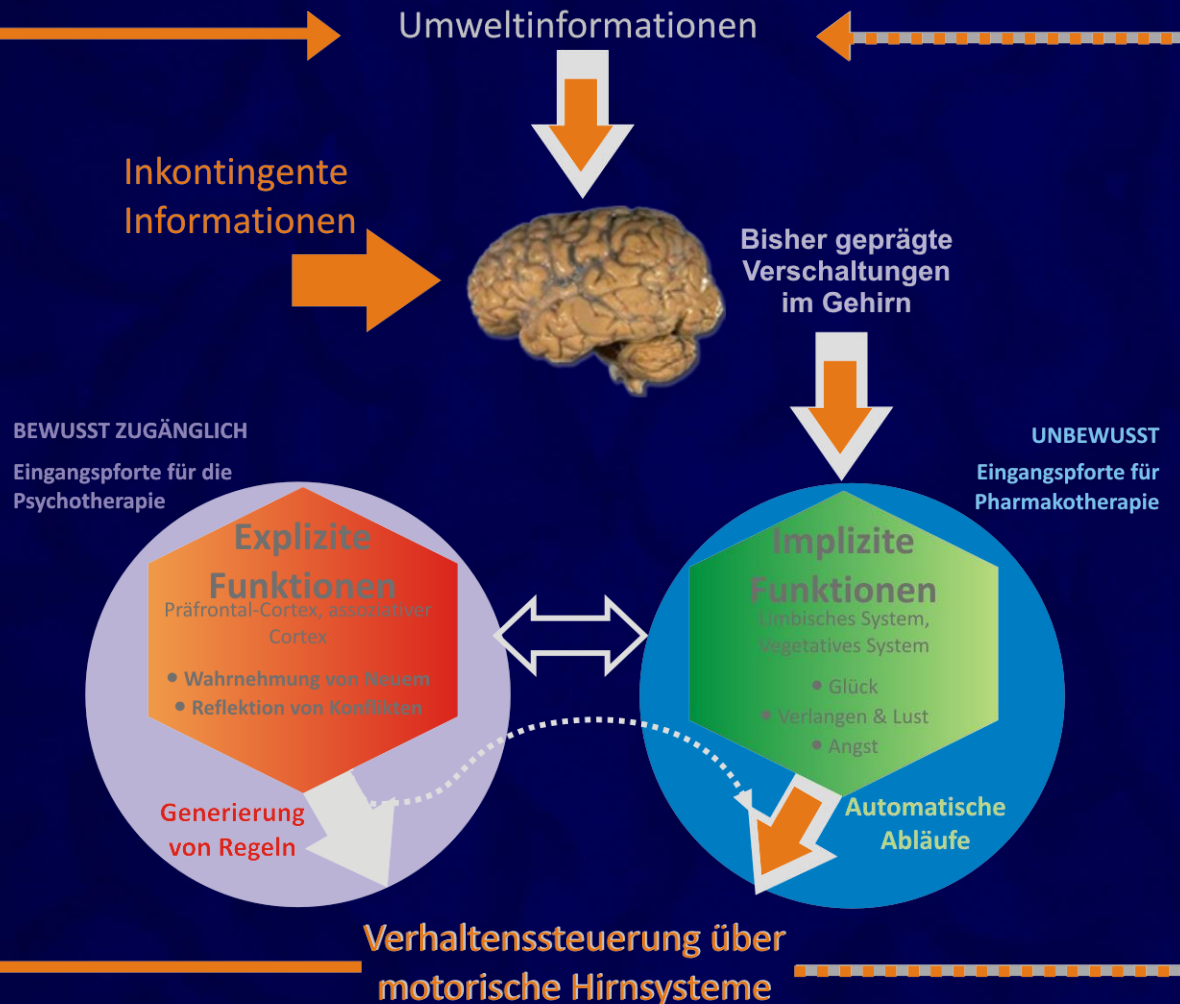 Umweltinformationen
Inkontingente
Informationen
Bisher geprägte
Verschaltungen
im Gehirn
BEWUSST ZUGÄNGLICH
Eingangspforte für die
Psychotherapie
UNBEWUSST
Eingangspforte für
Pharmakotherapie
Explizite
Funktionen
Präfrontal-Cortex, assoziativer
Cortex
• Wahrnehmung von Neuem
• Reflektion von Konflikten
Implizite
Funktionen
Limbisches System,
Vegetatives System
• Glück
• Verlangen & Lust
• Angst
Generierung
von Regeln
Automatische
Abläufe
Verhaltenssteuerung über
motorische Hirnsysteme